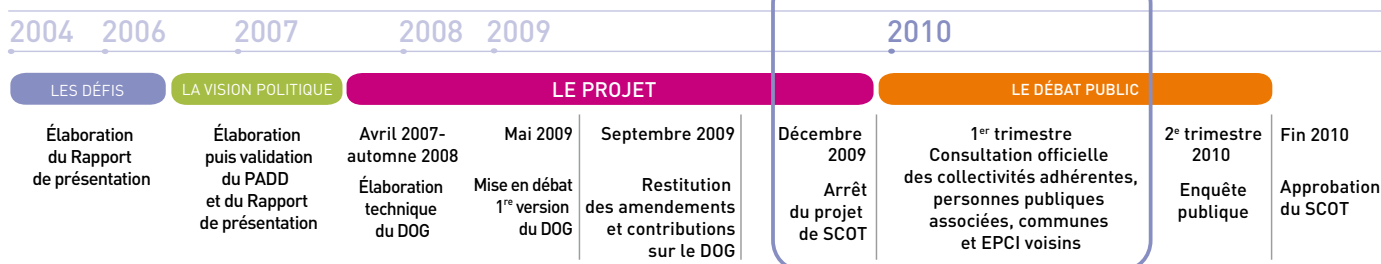 2004 2006 2007 2008 2009 2010
LES DÉFIS LA VISION POLITIQUE LE PROJET LE DÉBAT PUBLIC
Élaboration
du Rapport
de présentation
Élaboration
puis validation
du PADD
et du Rapport
de présentation
Avril 2007-
automne 2008
Élaboration
technique
du DOG
Mai 2009
Mise en débat
1re version
du DOG
Septembre 2009
Restitution
des amendements
et contributions
sur le DOG
Décembre
2009
Arrêt
du projet
de SCOT
1er trimestre
Consultation officielle
des collectivités adhérentes,
personnes publiques
associées, communes
et EPCI voisins
2e trimestre
2010
Enquête
publique
Fin 2010
Approbation
du SCOT